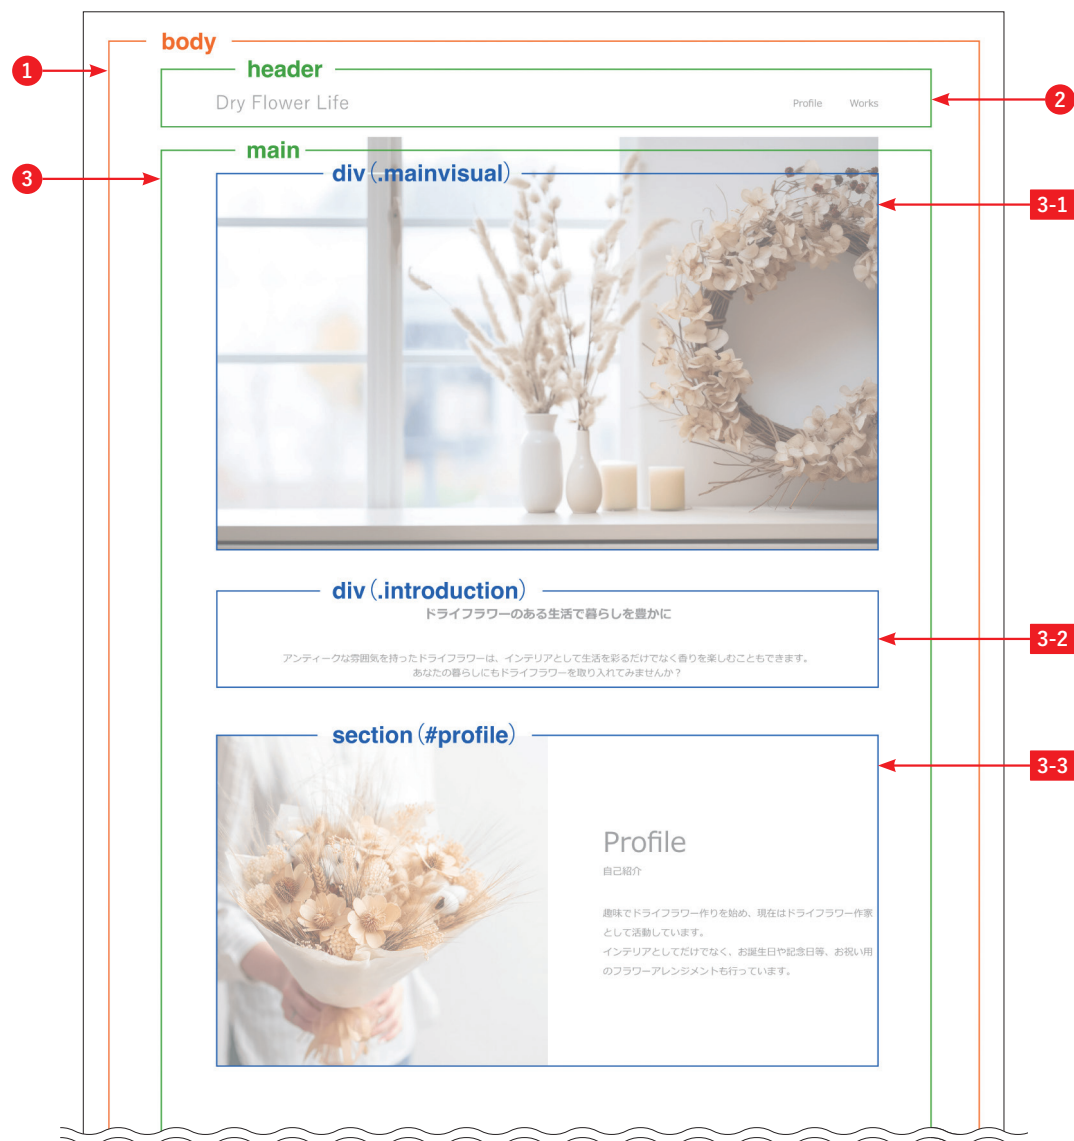 body
1
header
Dry Flower Life
Profile Works
2
main
3
div(.mainvisual)
3-1
div(.introduction)
ドライフラワーのある生活で暮らしを豊かに
3-2
アンティークな雰囲気を持ったドライフラワーは、インテリアとして生活を彩るだけでなく香りを楽しむこともできます。
あなたの暮らしにもドライフラワーを取り入れてみませんか？
section(#profile)
3-3
Profile
自己紹介
趣味でドライフラワー作りを始め、現在はドライフラワー作家
として活動しています。
インテリアとしてだけでなく、お誕生日や記念日等、お祝い用
のフラワーアレンジメントも行っています。